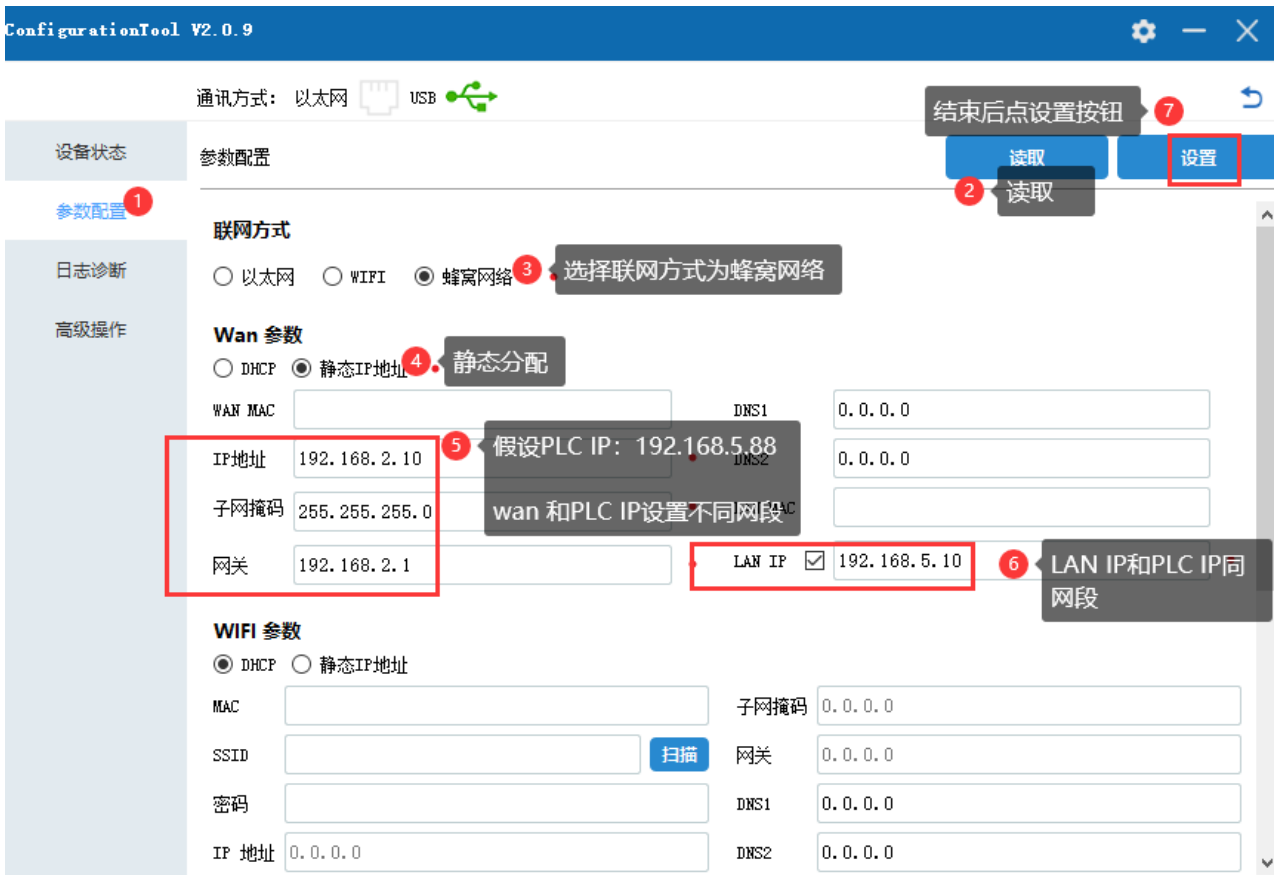 ConfigurationTool V2.0.9
通讯方式： 以太网 USB
结束后点设置按钮 7
设备状态
参数配置
读取 设置
2 读取
参数配置 1
联网方式
日志诊断
以太网 WIFI 蜂窝网络 3 选择联网方式为蜂窝网络
高级操作
Wan 参数
DHCP 静态IP地址 4 静态分配
WAN MAC DNS1 0.0.0.0
5 假设PLC IP：192.168.5.88
IP地址 192.168.2.10 DNS2 0.0.0.0
子网掩码 255.255.255.0 wan 和PLC IP设置不同网段
网关 192.168.2.1 LAN IP 192.168.5.10 6 LAN IP和PLC IP同
网段
WIFI 参数
DHCP 静态IP地址
MAC 子网掩码 0.0.0.0
SSID 扫描 网关 0.0.0.0
密码 DNS1 0.0.0.0
IP 地址 0.0.0.0 DNS2 0.0.0.0